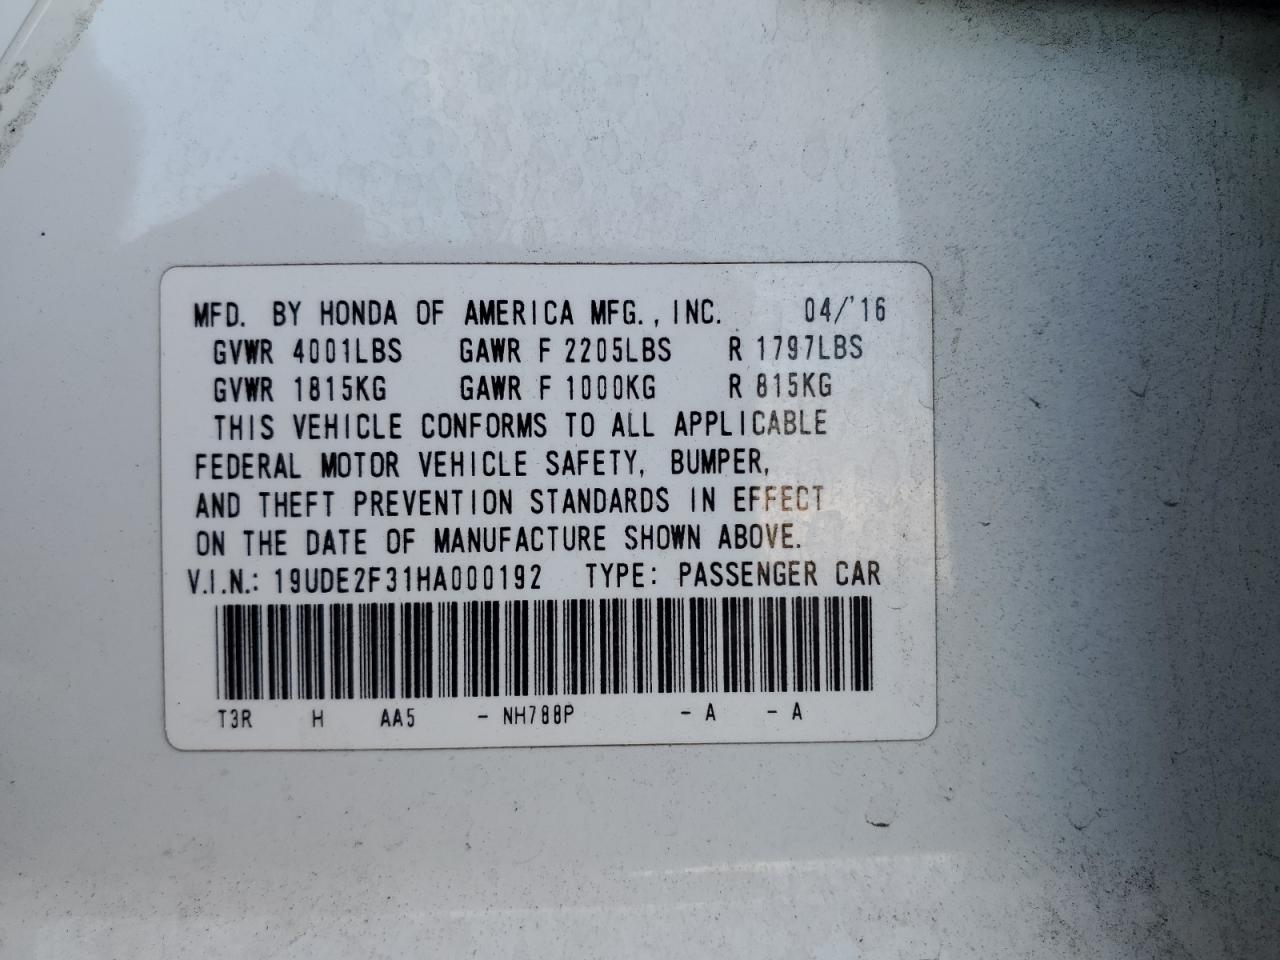 MFD. BY HONDA OF AMERICA MFG., INC. 04/'16
GVWR 4001LBS GAWR F 2205LBS R 1797LBS
GVWR 1815KG GAWR F 1000KG R 815KG
THIS VEHICLE CONFORMS TO ALL APPLICABLE
FEDERAL MOTOR VEHICLE SAFETY, BUMPER,
AND THEFT PREVENTION STANDARDS IN EFFECT
ON THE DATE OF MANUFACTURE SHOWN ABOVE.
V.I.N.: 19UDE2F31HA000192 TYPE: PASSENGER CAR
T3R H AA5 - NH788P - A - A